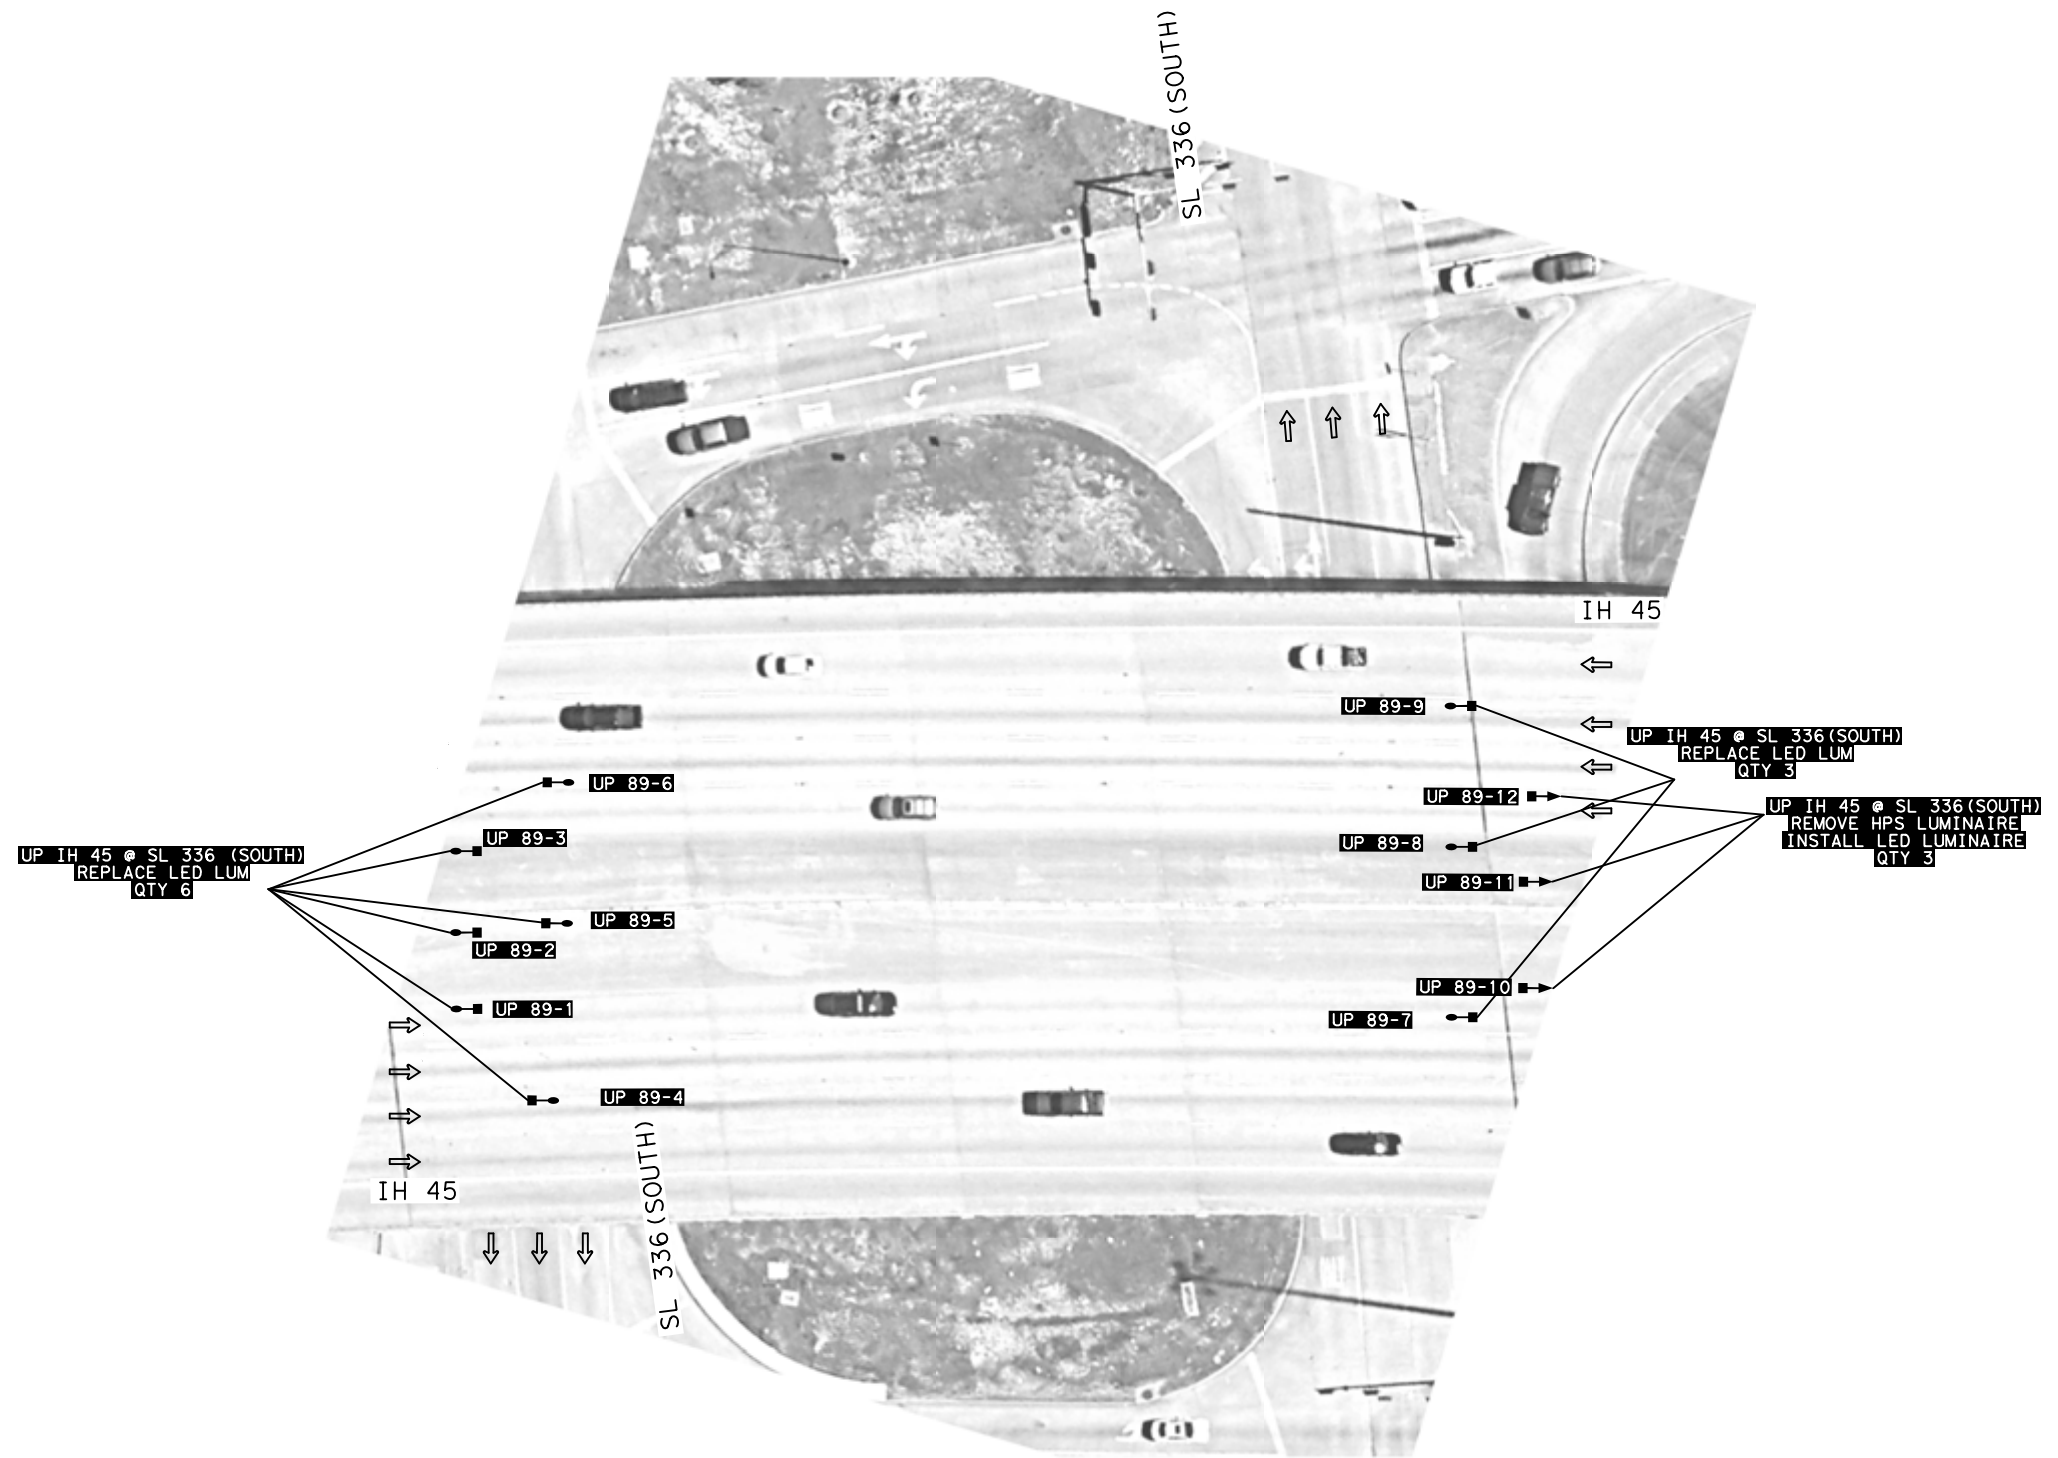 SL 336(SOUTH)
IH 45
UP 89-9
UP IH 45 @ SL 336(SOUTH)
REPLACE LED LUM
QTY 3
UP 89-6
UP 89-12
UP IH 45 @ SL 336(SOUTH)
REMOVE HPS LUMINAIRE
INSTALL LED LUMINAIRE
QTY 3
UP 89-3
UP 89-8
UP IH 45 @ SL 336 (SOUTH)
REPLACE LED LUM
QTY 6
UP 89-11
UP 89-5
UP 89-2
UP 89-10
UP 89-1
UP 89-7
UP 89-4
IH 45
SL 336(SOUTH)